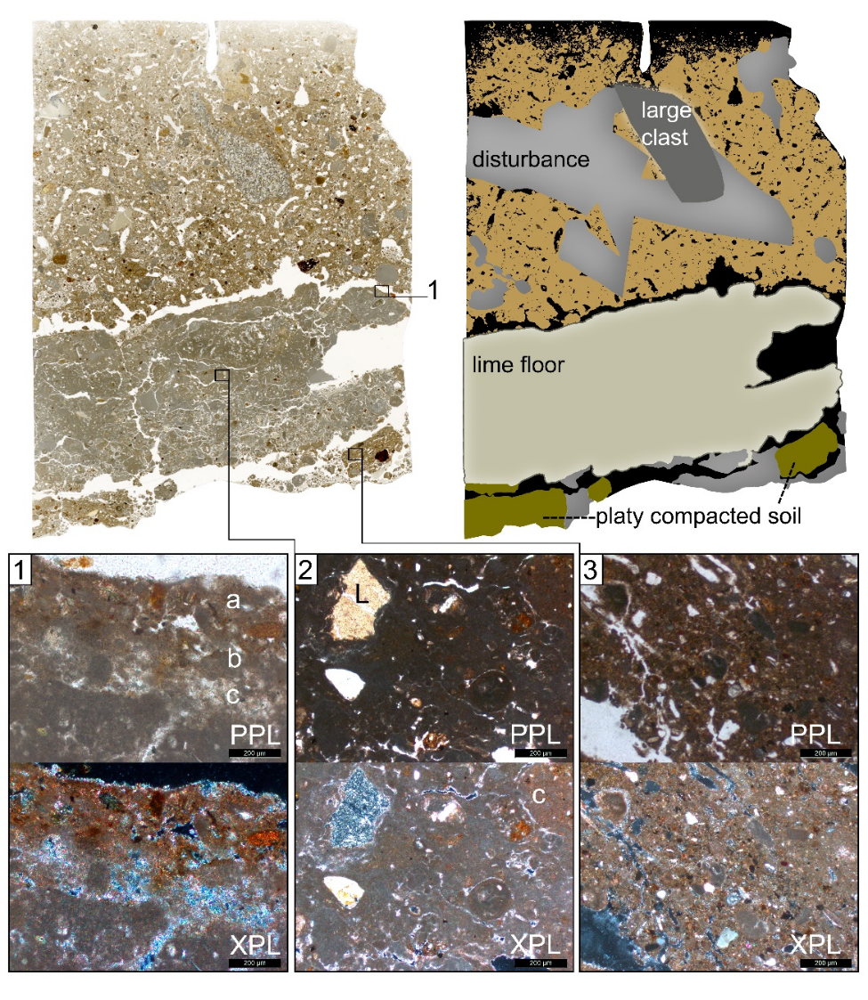 large
clast
disturbance
1
lime floor
platy compacted soil
1
a
b
c
PPL
200 µm
XPL
200 µm
2
L
PPL
200 µm
c
XPL
200 µm
3
PPL
200 µm
XPL
200 µm